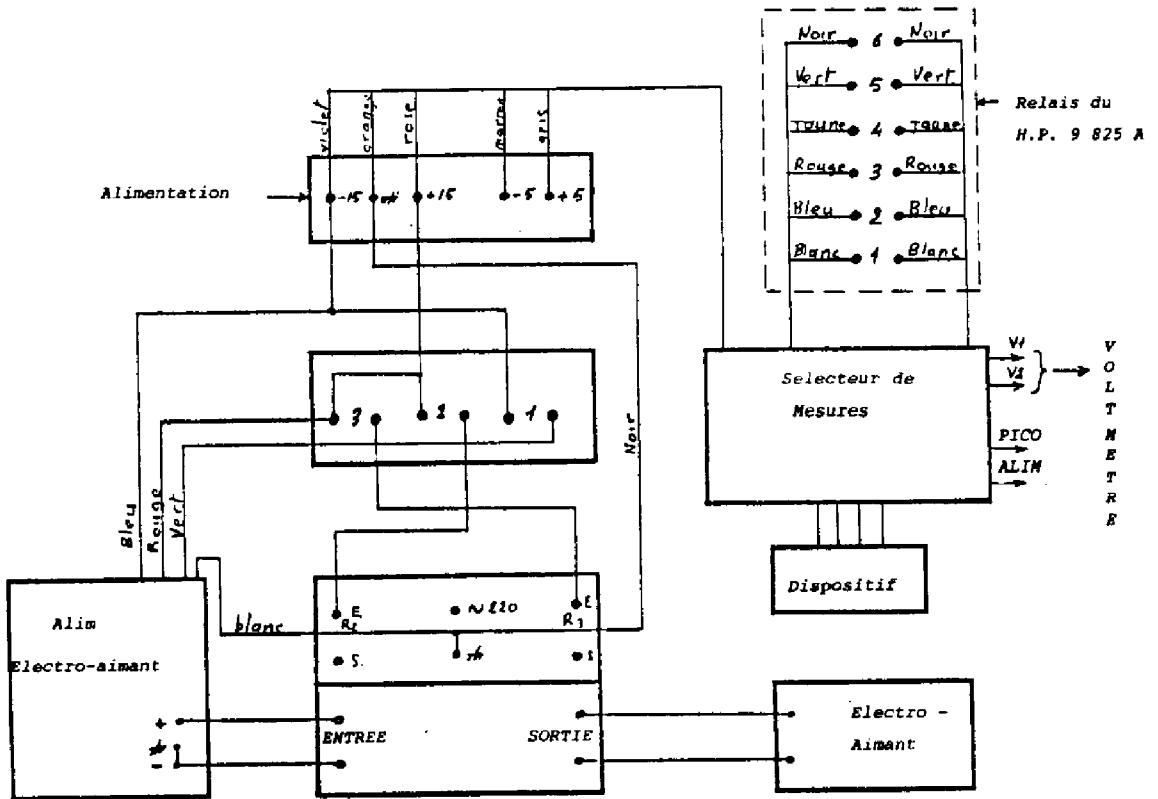 Noir 6 Noir
Vert 5 Vert
Jaune 4 Jaune
Rouge 3 Rouge
Bleu 2 Bleu
Blanc 1 Blanc
Relais du
H.P. 9 825 A
violet
orange
rose
marron
gris
Alimentation
-15
+15
-5
+5
3
2
1
Noir
Bleu
Rouge
Vert
blanc
Selecteur de
Mesures
V1
V2
PICO
ALIM
VOLTMETRE
Dispositif
Alim
Electro-aimant
+
-
E
N 220
E
S.
S
ENTREE
SORTIE
Electro -
Aimant